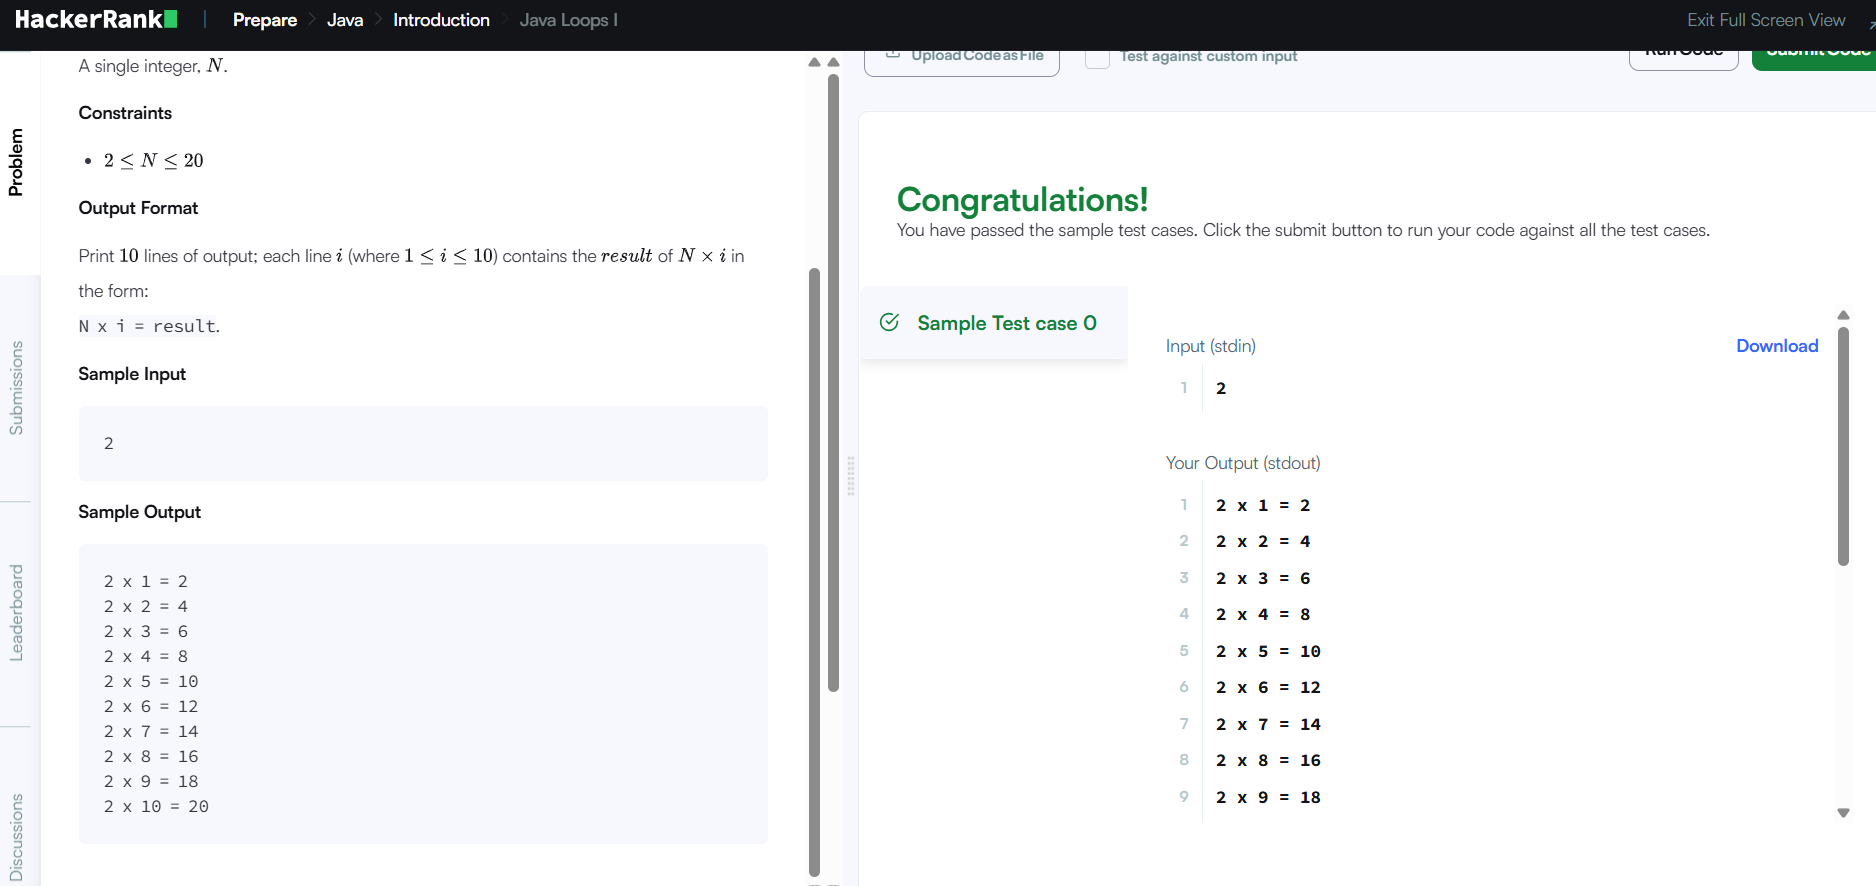 HackerRank
Prepare
Java
Introduction
Java Loops I
Exit Full Screen View
Problem
Submissions
Leaderboard
Discussions
A single integer, N.
Constraints
• 2 ≤ N ≤ 20
Output Format
Print 10 lines of output; each line i (where 1 ≤ i ≤ 10) contains the result of N × i in
the form:
N x i = result.
Sample Input
2
Sample Output
2 x 1 = 2
2 x 2 = 4
2 x 3 = 6
2 x 4 = 8
2 x 5 = 10
2 x 6 = 12
2 x 7 = 14
2 x 8 = 16
2 x 9 = 18
2 x 10 = 20
Upload Code as File
Test against custom input
Run Code
Submit Code
Congratulations!
You have passed the sample test cases. Click the submit button to run your code against all the test cases.
Sample Test case 0
Input (stdin)
Download
1 2
Your Output (stdout)
1 2 x 1 = 2
2 2 x 2 = 4
3 2 x 3 = 6
4 2 x 4 = 8
5 2 x 5 = 10
6 2 x 6 = 12
7 2 x 7 = 14
8 2 x 8 = 16
9 2 x 9 = 18